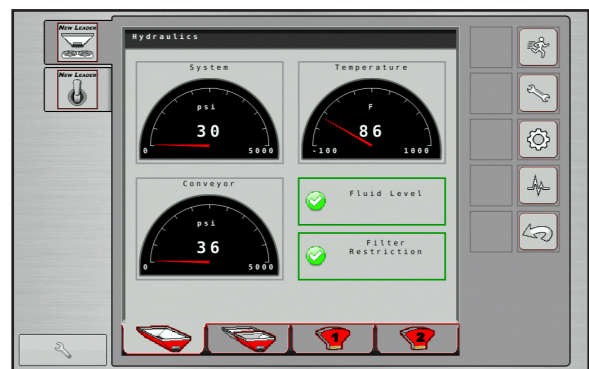 NEW LEADER
NEW LEADER
Hydraulics
System
psi
30
0
5000
Temperature
F
86
-100
1000
Conveyor
psi
36
0
5000
Fluid Level
Filter
Restriction
1
2